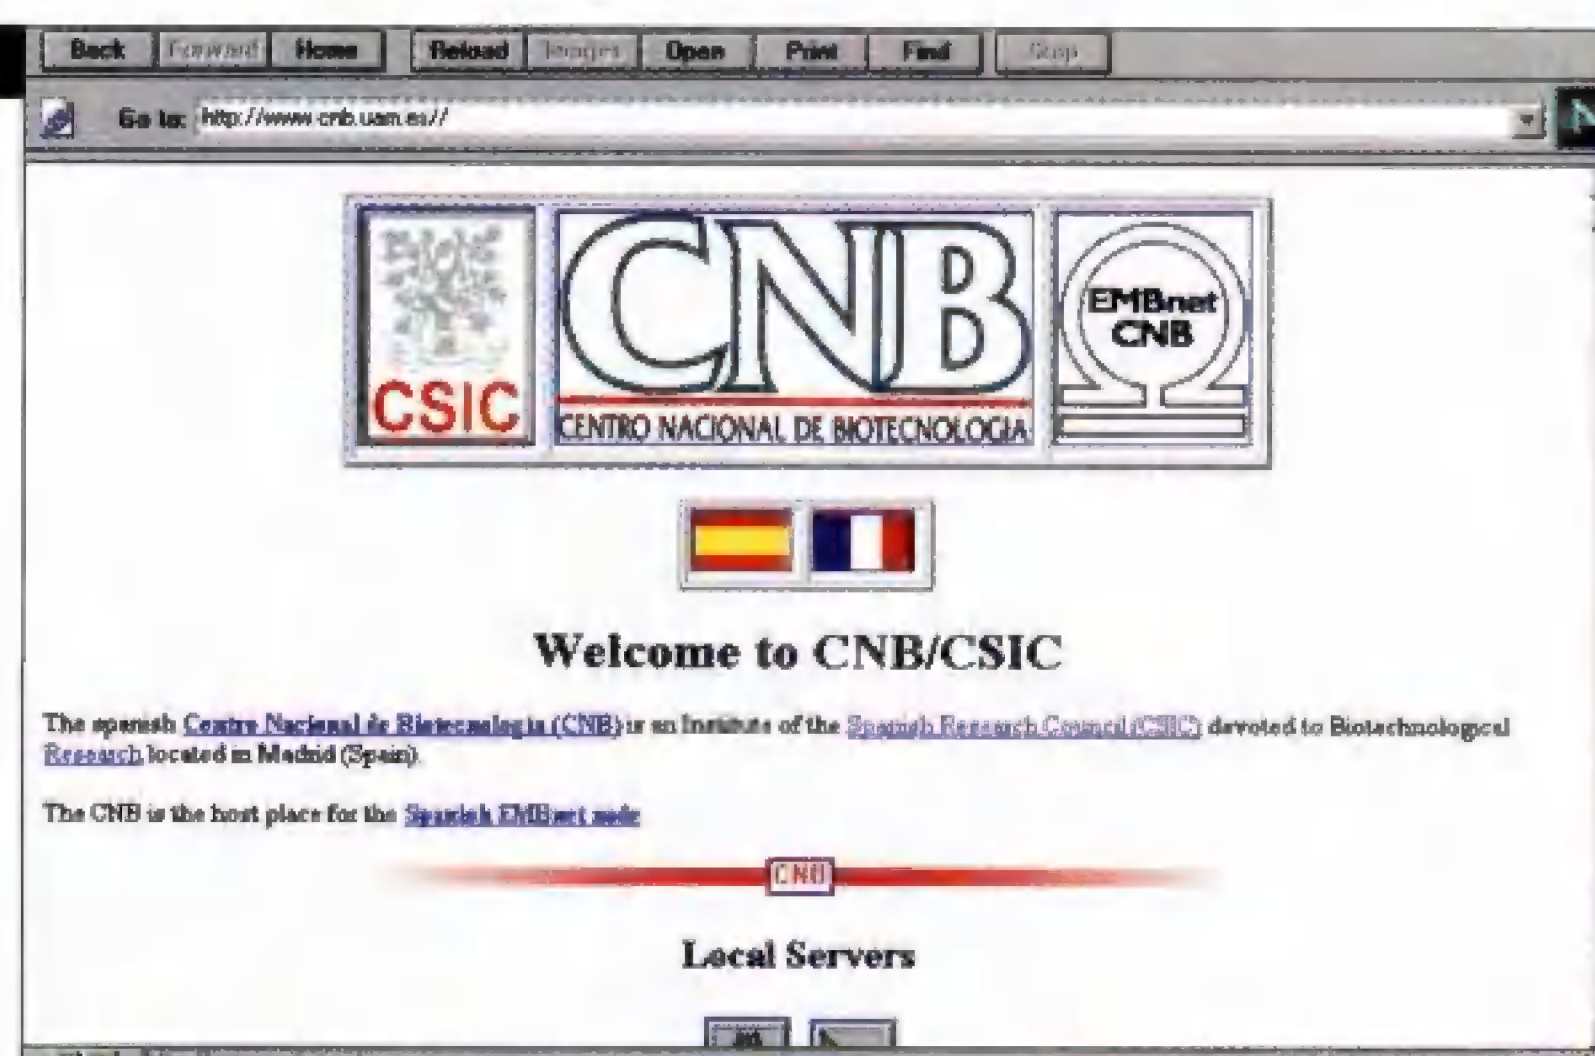 Back Forward Home Reload Images Open Print Find Stop
Go to: http://www.cnb.uam.es//
CSIC
CNB
CENTRO NACIONAL DE BIOTECNOLOGIA
EMBnet
CNB
Welcome to CNB/CSIC
The spanish Centro Nacional de Biotecnologia (CNB) is an Institute of the Spanish Research Council (CSIC) devoted to Biotechnological
Research located in Madrid (Spain).
The CNB is the host place for the Spanish EMBnet node
CNB
Local Servers